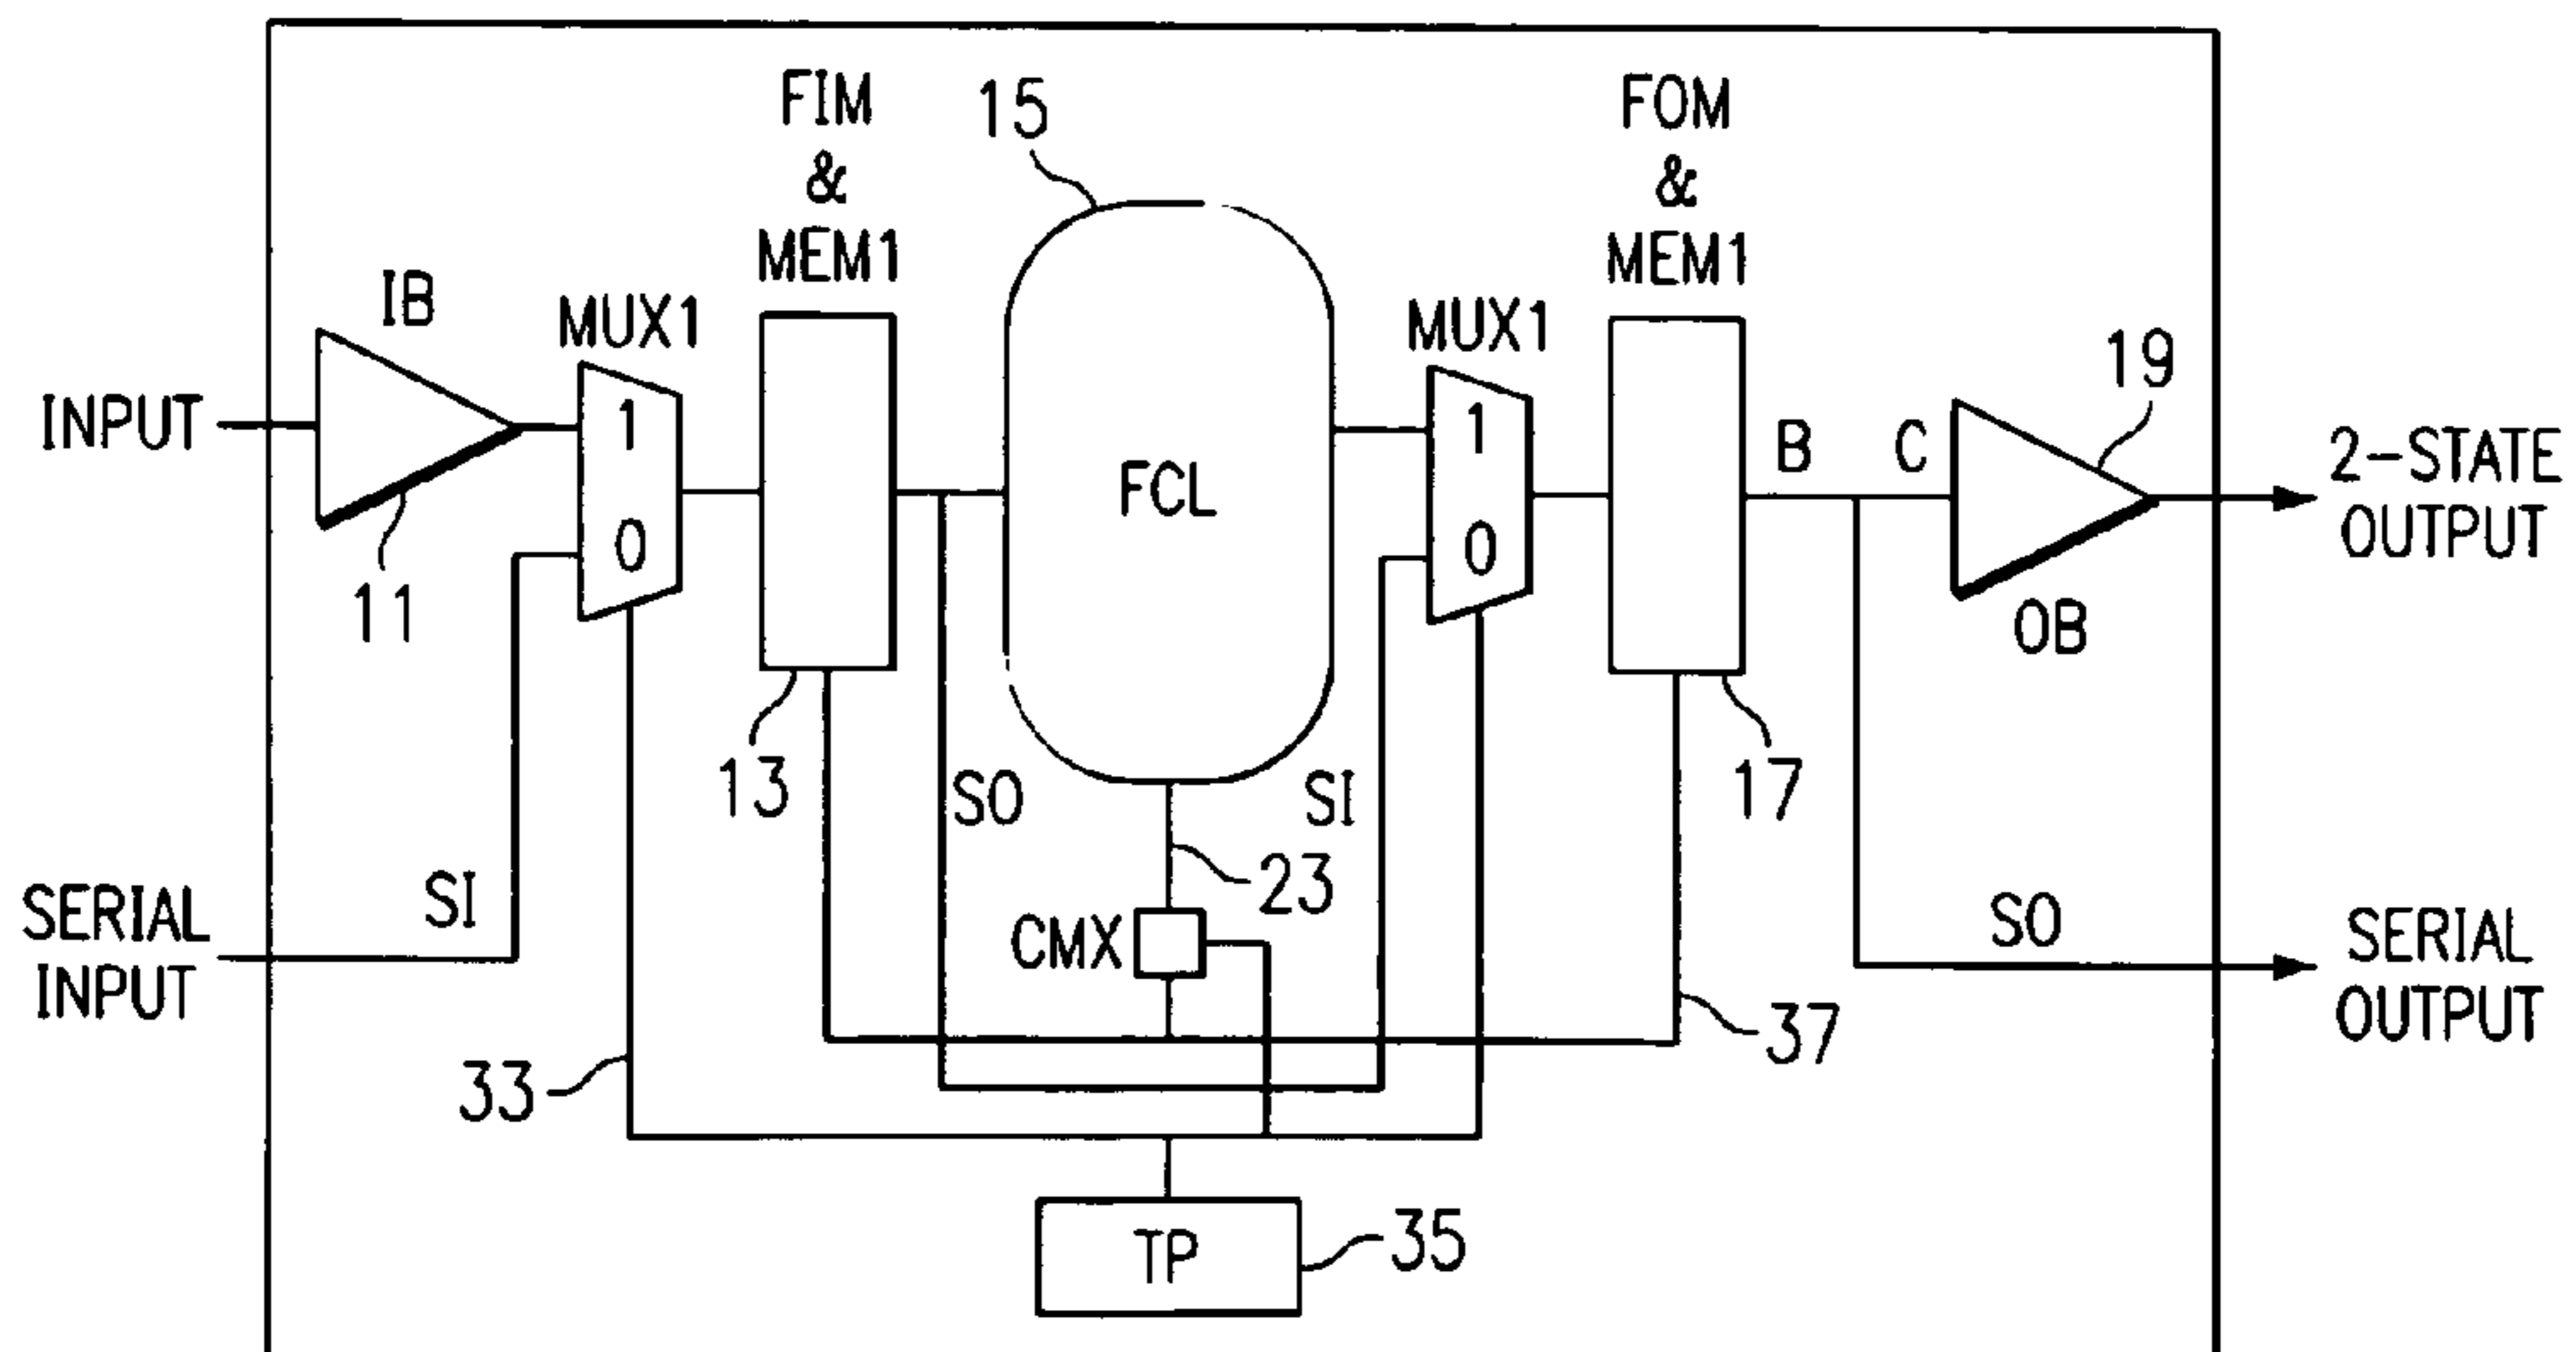 FIM
&
MEM1
15
FOM
&
MEM1
IB
MUX1
MUX1
19
INPUT
1
0
FCL
1
0
B
C
2-STATE
OUTPUT
11
OB
13
SO
SI
17
SERIAL
INPUT
SI
23
CMX
SO
SERIAL
OUTPUT
33
37
TP
35